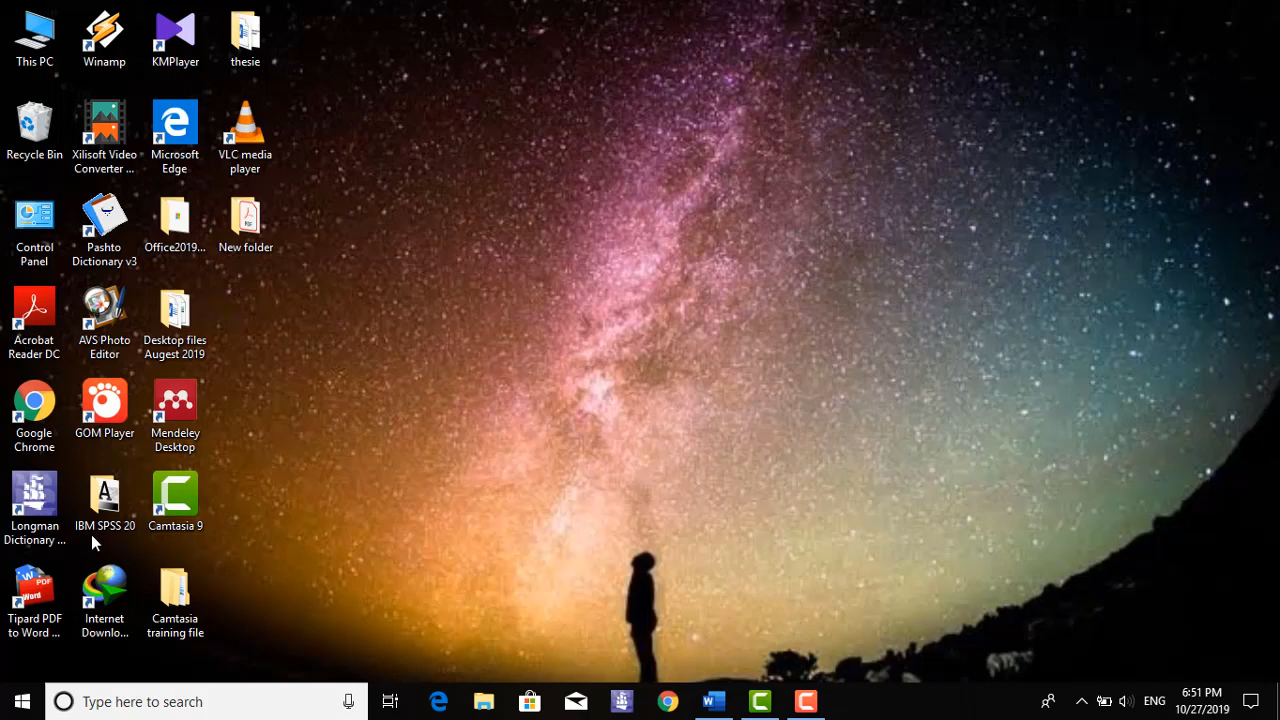 This PC
Winamp
KMPlayer
thesie
Recycle Bin
Xilisoft Video
Converter ...
Microsoft
Edge
VLC media
player
Control
Panel
Pashto
Dictionary v3
Office2019...
New folder
Acrobat
Reader DC
AVS Photo
Editor
Desktop files
Augest 2019
Google
Chrome
GOM Player
Mendeley
Desktop
Longman
Dictionary ...
IBM SPSS 20
Camtasia 9
Tipard PDF
to Word ...
Internet
Downlo...
Camtasia
training file
Type here to search
ENG
6:51 PM
10/27/2019